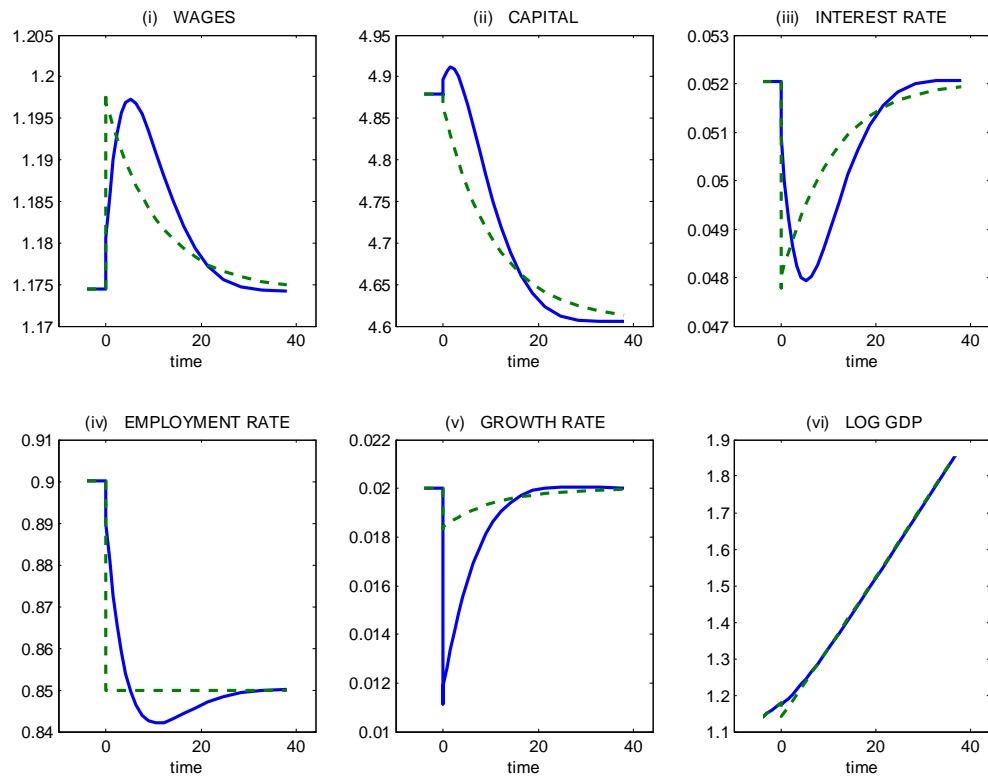 (i) WAGES
1.205
1.2
1.195
1.19
1.185
1.18
1.175
1.17
0 20 40
time
(ii) CAPITAL
4.95
4.9
4.8
4.7
4.6
0 20 40
time
(iii) INTEREST RATE
0.053
0.052
0.051
0.05
0.049
0.048
0.047
0 20 40
time
(iv) EMPLOYMENT RATE
0.91
0.9
0.89
0.88
0.87
0.86
0.85
0.84
0 20 40
time
(v) GROWTH RATE
0.022
0.02
0.018
0.016
0.014
0.012
0.01
0 20 40
time
(vi) LOG GDP
1.9
1.8
1.7
1.6
1.5
1.4
1.3
1.2
1.1
0 20 40
time